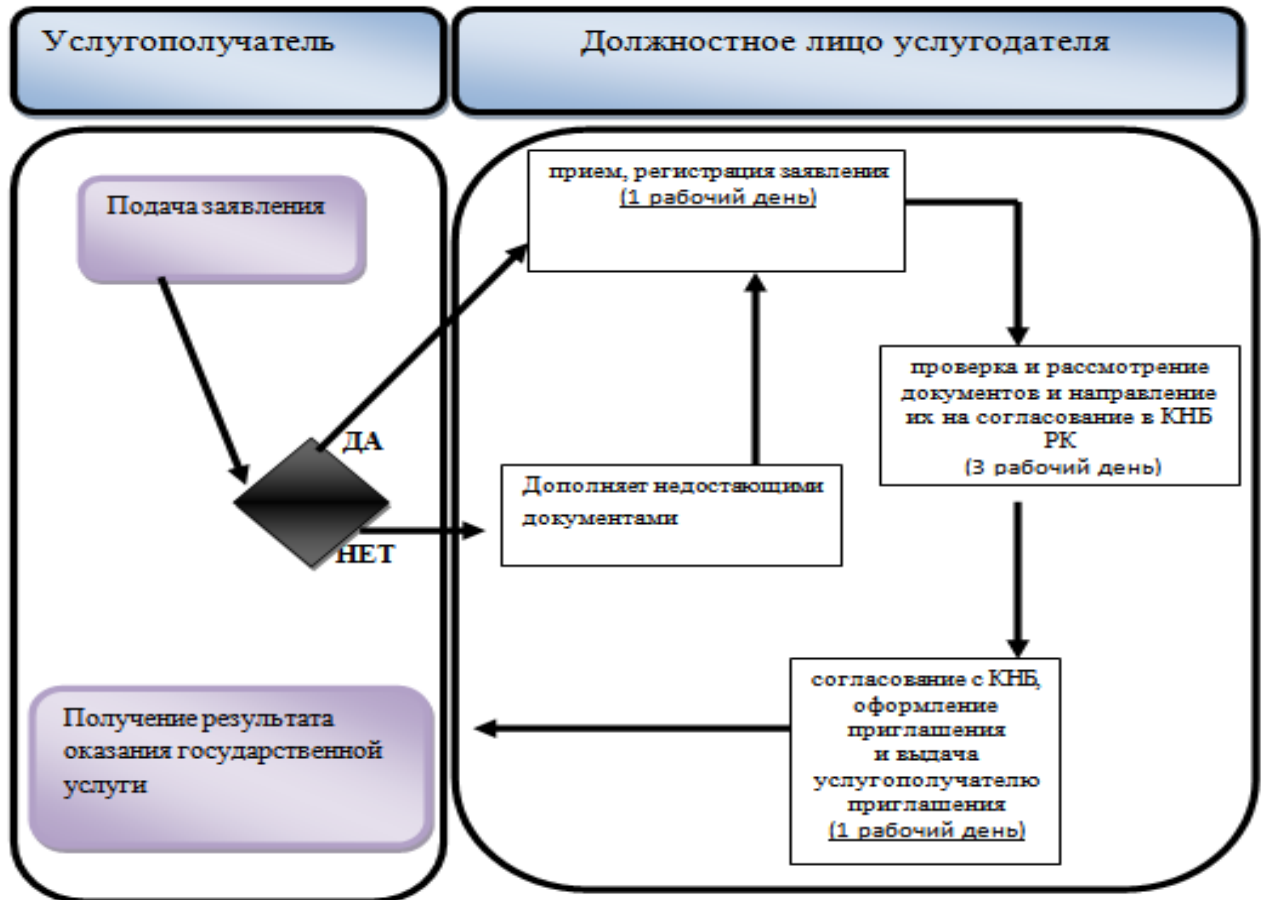 Услугополучатель
Должностное лицо услугодателя
Подача заявления
прием, регистрация заявления
(1 рабочий день)
проверка и рассмотрение
документов и направление
их на согласование в КНБ
РК
(3 рабочий день)
ДА
НЕТ
Дополняет недостающими
документами
согласование с КНБ,
оформление
приглашения
и выдача
услугополучателю
приглашения
(1 рабочий день)
Получение результата
оказания государственной
услуги